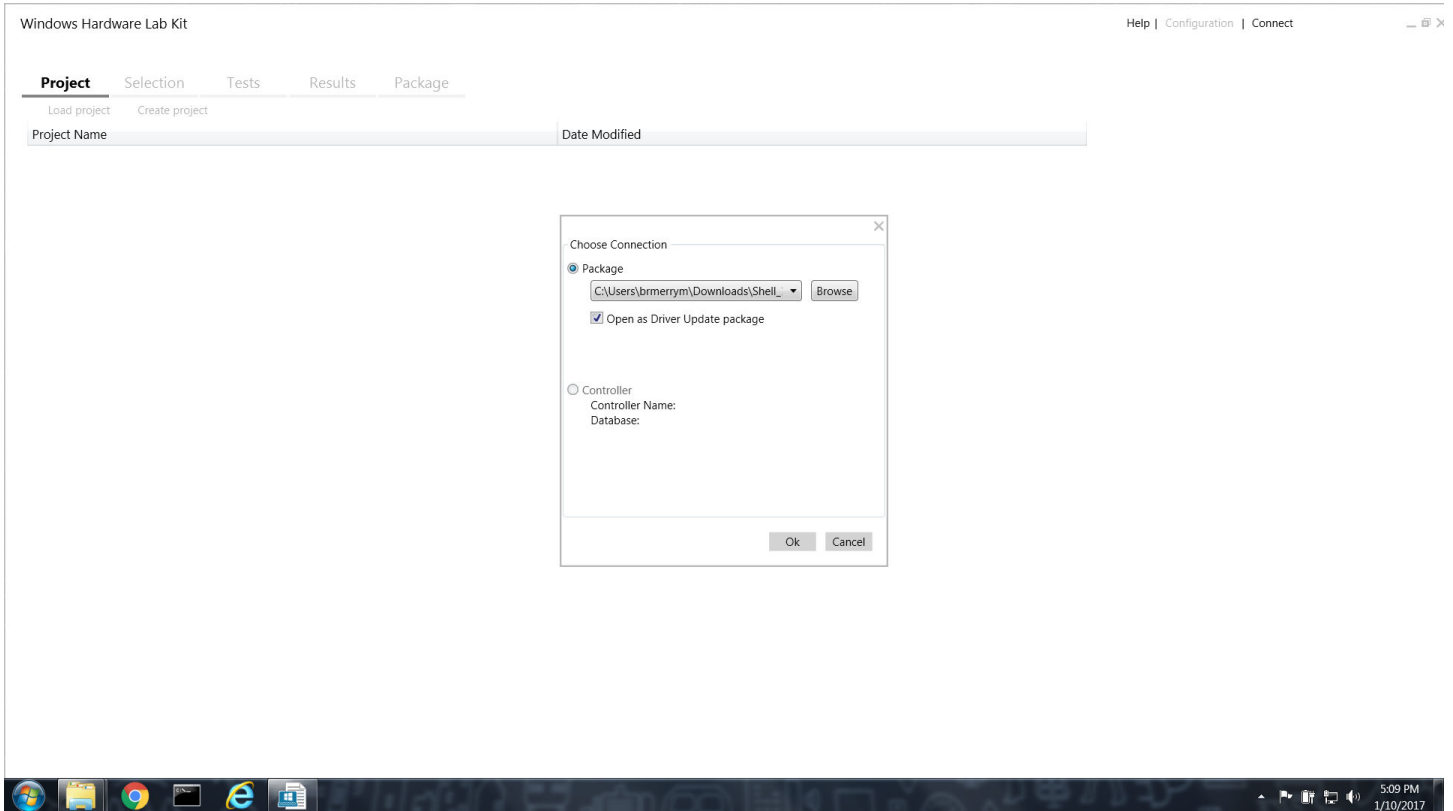 Windows Hardware Lab Kit
Help | Configuration | Connect
Project Selection Tests Results Package
Load project Create project
Project Name Date Modified
Choose Connection
Package
C:\Users\brmerrym\Downloads\Shell_
Browse
Open as Driver Update package
Controller
Controller Name:
Database:
Ok Cancel
5:09 PM
1/10/2017